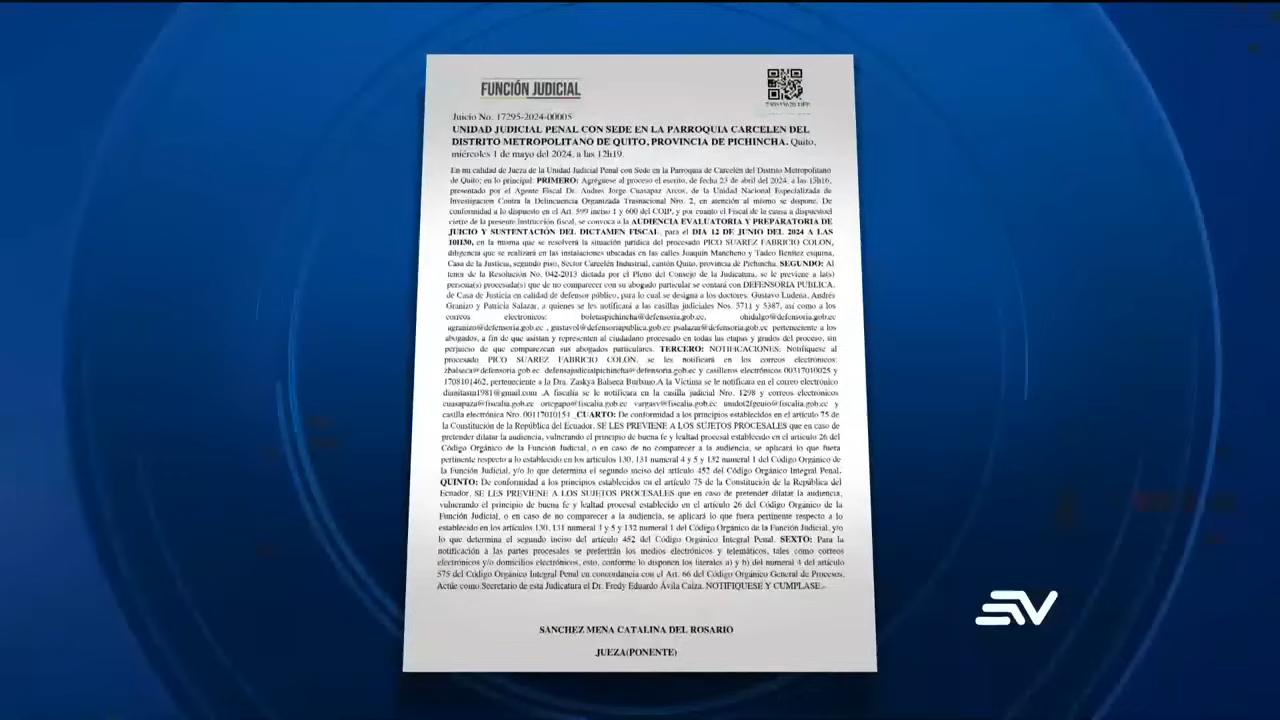 FUNCIÓN JUDICIAL
Juicio No. 17295-2024-00005
UNIDAD JUDICIAL PENAL CON SEDE EN LA PARROQUIA CARCELEN DEL
DISTRITO METROPOLITANO DE QUITO, PROVINCIA DE PICHINCHA. Quito,
miércoles 1 de mayo del 2024, a las 12h19.
En mi calidad de Jueza de la Unidad Judicial Penal con Sede en la Parroquia de Carcelén del Distrito Metropolitano
de Quito; en lo principal: PRIMERO: Agréguese al proceso el escrito, de fecha 23 de abril del 2024, a las 15h16,
presentado por el Agente Fiscal Dr. Andres Jorge Cuasapaz Arcos, de la Unidad Nacional Especializada de
Investigación Contra la Delincuencia Organizada Trasnacional Nro. 2, en atención al mismo se dispone. De
conformidad a lo dispuesto en el Art. 599 inciso 1 y 600 del COIP, y por cuanto el Fiscal de la causa a dispuesto el
cierre de la presente instrucción fiscal, se convoca a la AUDIENCIA EVALUATORIA Y PREPARATORIA DE
JUICIO Y SUSTENTACIÓN DEL DICTAMEN FISCAL, para el DIA 12 DE JUNIO DEL 2024 A LAS
10H30, en la misma que se resolverá la situación jurídica del procesado PICO SUAREZ FABRICIO COLON,
diligencia que se realizará en las instalaciones ubicadas en las calles Joaquín Mancheno y Tadeo Benítez esquina,
Casa de la Justicia, segundo piso, Sector Carcelén Industrial, cantón Quito, provincia de Pichincha. SEGUNDO: Al
tenor de la Resolución No. 042-2013 dictada por el Pleno del Consejo de la Judicatura, se le previene a la(s)
persona(s) procesada(s) que de no comparecer con su abogado particular se contará con DEFENSORIA PUBLICA,
de Casa de Justicia en calidad de defensor público, para lo cual se designa a los doctores: Gustavo Ludena, Andrés
Granizo y Patricia Salazar, a quienes se les notificará a las casillas judiciales Nos. 5711 y 5387, así como a los
correos electrónicos: boletaspichincha@defensoria.gob.ec, ohidalgo@defensoria.gob.ec
agranizo@defensoria.gob.ec , gustavol@defensoriapublica.gob.ec psalazar@defensoria.gob.ec perteneciente a los
abogados, a fin de que asistan y representen al ciudadano procesado en todas las etapas y grados del proceso, sin
perjuicio de que comparezcan sus abogados particulares. TERCERO: NOTIFICACIONES: Notifíquese al
procesado PICO SUAREZ FABRICIO COLON, se les notificará en los correos electrónicos:
zbalseca@defensoria.gob.ec defensajudicialpichincha@defensoria.gob.ec y casilleros electrónicos 00317010025 y
1708101462, perteneciente a la Dra. Zaskya Balseca Burbano.A la Víctima se le notificara en el correo electrónico
dianitasm1981@gmail.com .A fiscalía se le notificará en la casilla judicial Nro. 1298 y correos electrónicos
cuasapaza@fiscalia.gob.ec ortegapo@fiscalia.gob.ec vargasv@fiscalia.gob.ec y
casilla electrónica Nro. 00117010151 .CUARTO: De conformidad a los principios establecidos en el artículo 75 de
la Constitución de la República del Ecuador, SE LES PREVIENE A LOS SUJETOS PROCESALES que en caso de
pretender dilatar la audiencia, vulnerando el principio de buena fe y lealtad procesal establecido en el artículo 26 del
Código Orgánico de la Función Judicial, o en caso de no comparecer a la audiencia, se aplicará lo que fuera
pertinente respecto a lo establecido en los artículos 130, 131 numeral 4 y 5 y 132 numeral 1 del Código Orgánico de
la Función Judicial, y/o lo que determina el segundo inciso del artículo 452 del Código Orgánico Integral Penal.
QUINTO: De conformidad a los principios establecidos en el artículo 75 de la Constitución de la República del
Ecuador, SE LES PREVIENE A LOS SUJETOS PROCESALES que en caso de pretender dilatar la audiencia,
vulnerando el principio de buena fe y lealtad procesal establecido en el artículo 26 del Código Orgánico de la
Función Judicial, o en caso de no comparecer a la audiencia, se aplicará lo que fuera pertinente respecto a lo
establecido en los artículos 130, 131 numeral 4 y 5 y 132 numeral 1 del Código Orgánico de la Función Judicial, y/o
lo que determina el segundo inciso del artículo 452 del Código Orgánico Integral Penal. SEXTO: Para la
notificación a las partes procesales se preferirán los medios electrónicos y telemáticos, tales como correos
electrónicos y/o domicilios electrónicos, esto, conforme lo disponen los literales a) y b) del numeral 4 del artículo
575 del Código Orgánico Integral Penal en concordancia con el Art. 66 del Código Orgánico General de Procesos.
Actúe como Secretario de esta Judicatura el Dr. Fredy Eduardo Ávila Caiza. NOTIFIQUESE Y CUMPLASE.-
SANCHEZ MENA CATALINA DEL ROSARIO
JUEZA(PONENTE)